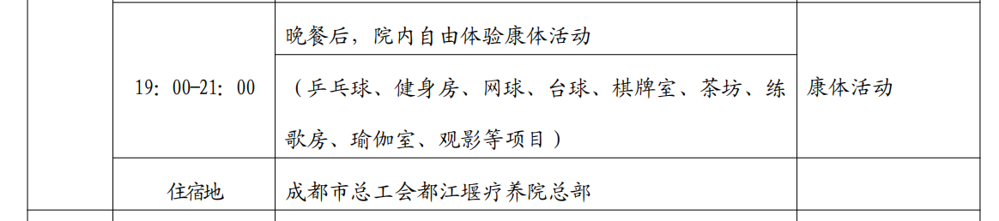 晚餐后，院内自由体验康体活动
19：00-21：00
（乒乓球、健身房、网球、台球、棋牌室、茶坊、练
歌房、瑜伽室、观影等项目）
康体活动
住宿地
成都市总工会都江堰疗养院总部